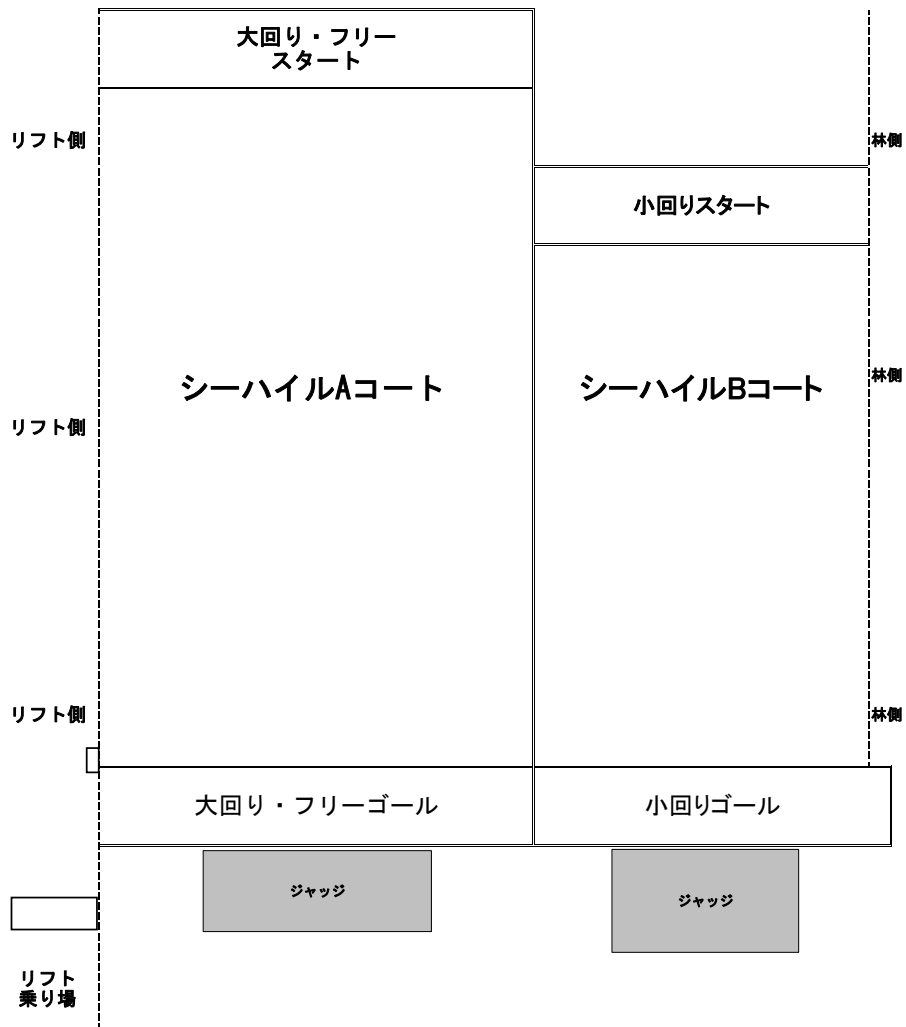 大回り・フリー
スタート
リフト側
林側
小回りスタート
シーハイルAコート
シーハイルBコート
林側
リフト側
リフト側
林側
大回り・フリーゴール
小回りゴール
ジャッジ
ジャッジ
リフト
乗り場